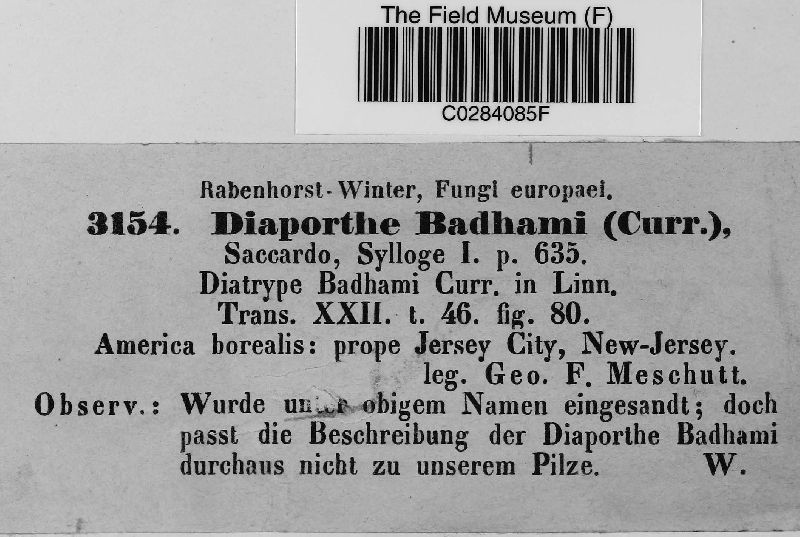 The Field Museum (F)
C0284085F
Rabenhorst-Winter, Fungi europaei.
3154. Diaporthe Badhami (Curr.),
Saccardo, Sylloge I. p. 635.
Diatrype Badhami Curr. in Linn.
Trans. XXII. t. 46. fig. 80.
America borealis: prope Jersey City, New-Jersey.
leg. Geo. F. Meschutt.
Observ.: Wurde unter obigem Namen eingesandt; doch
passt die Beschreibung der Diaporthe Badhami
durchaus nicht zu unserem Pilze. W.